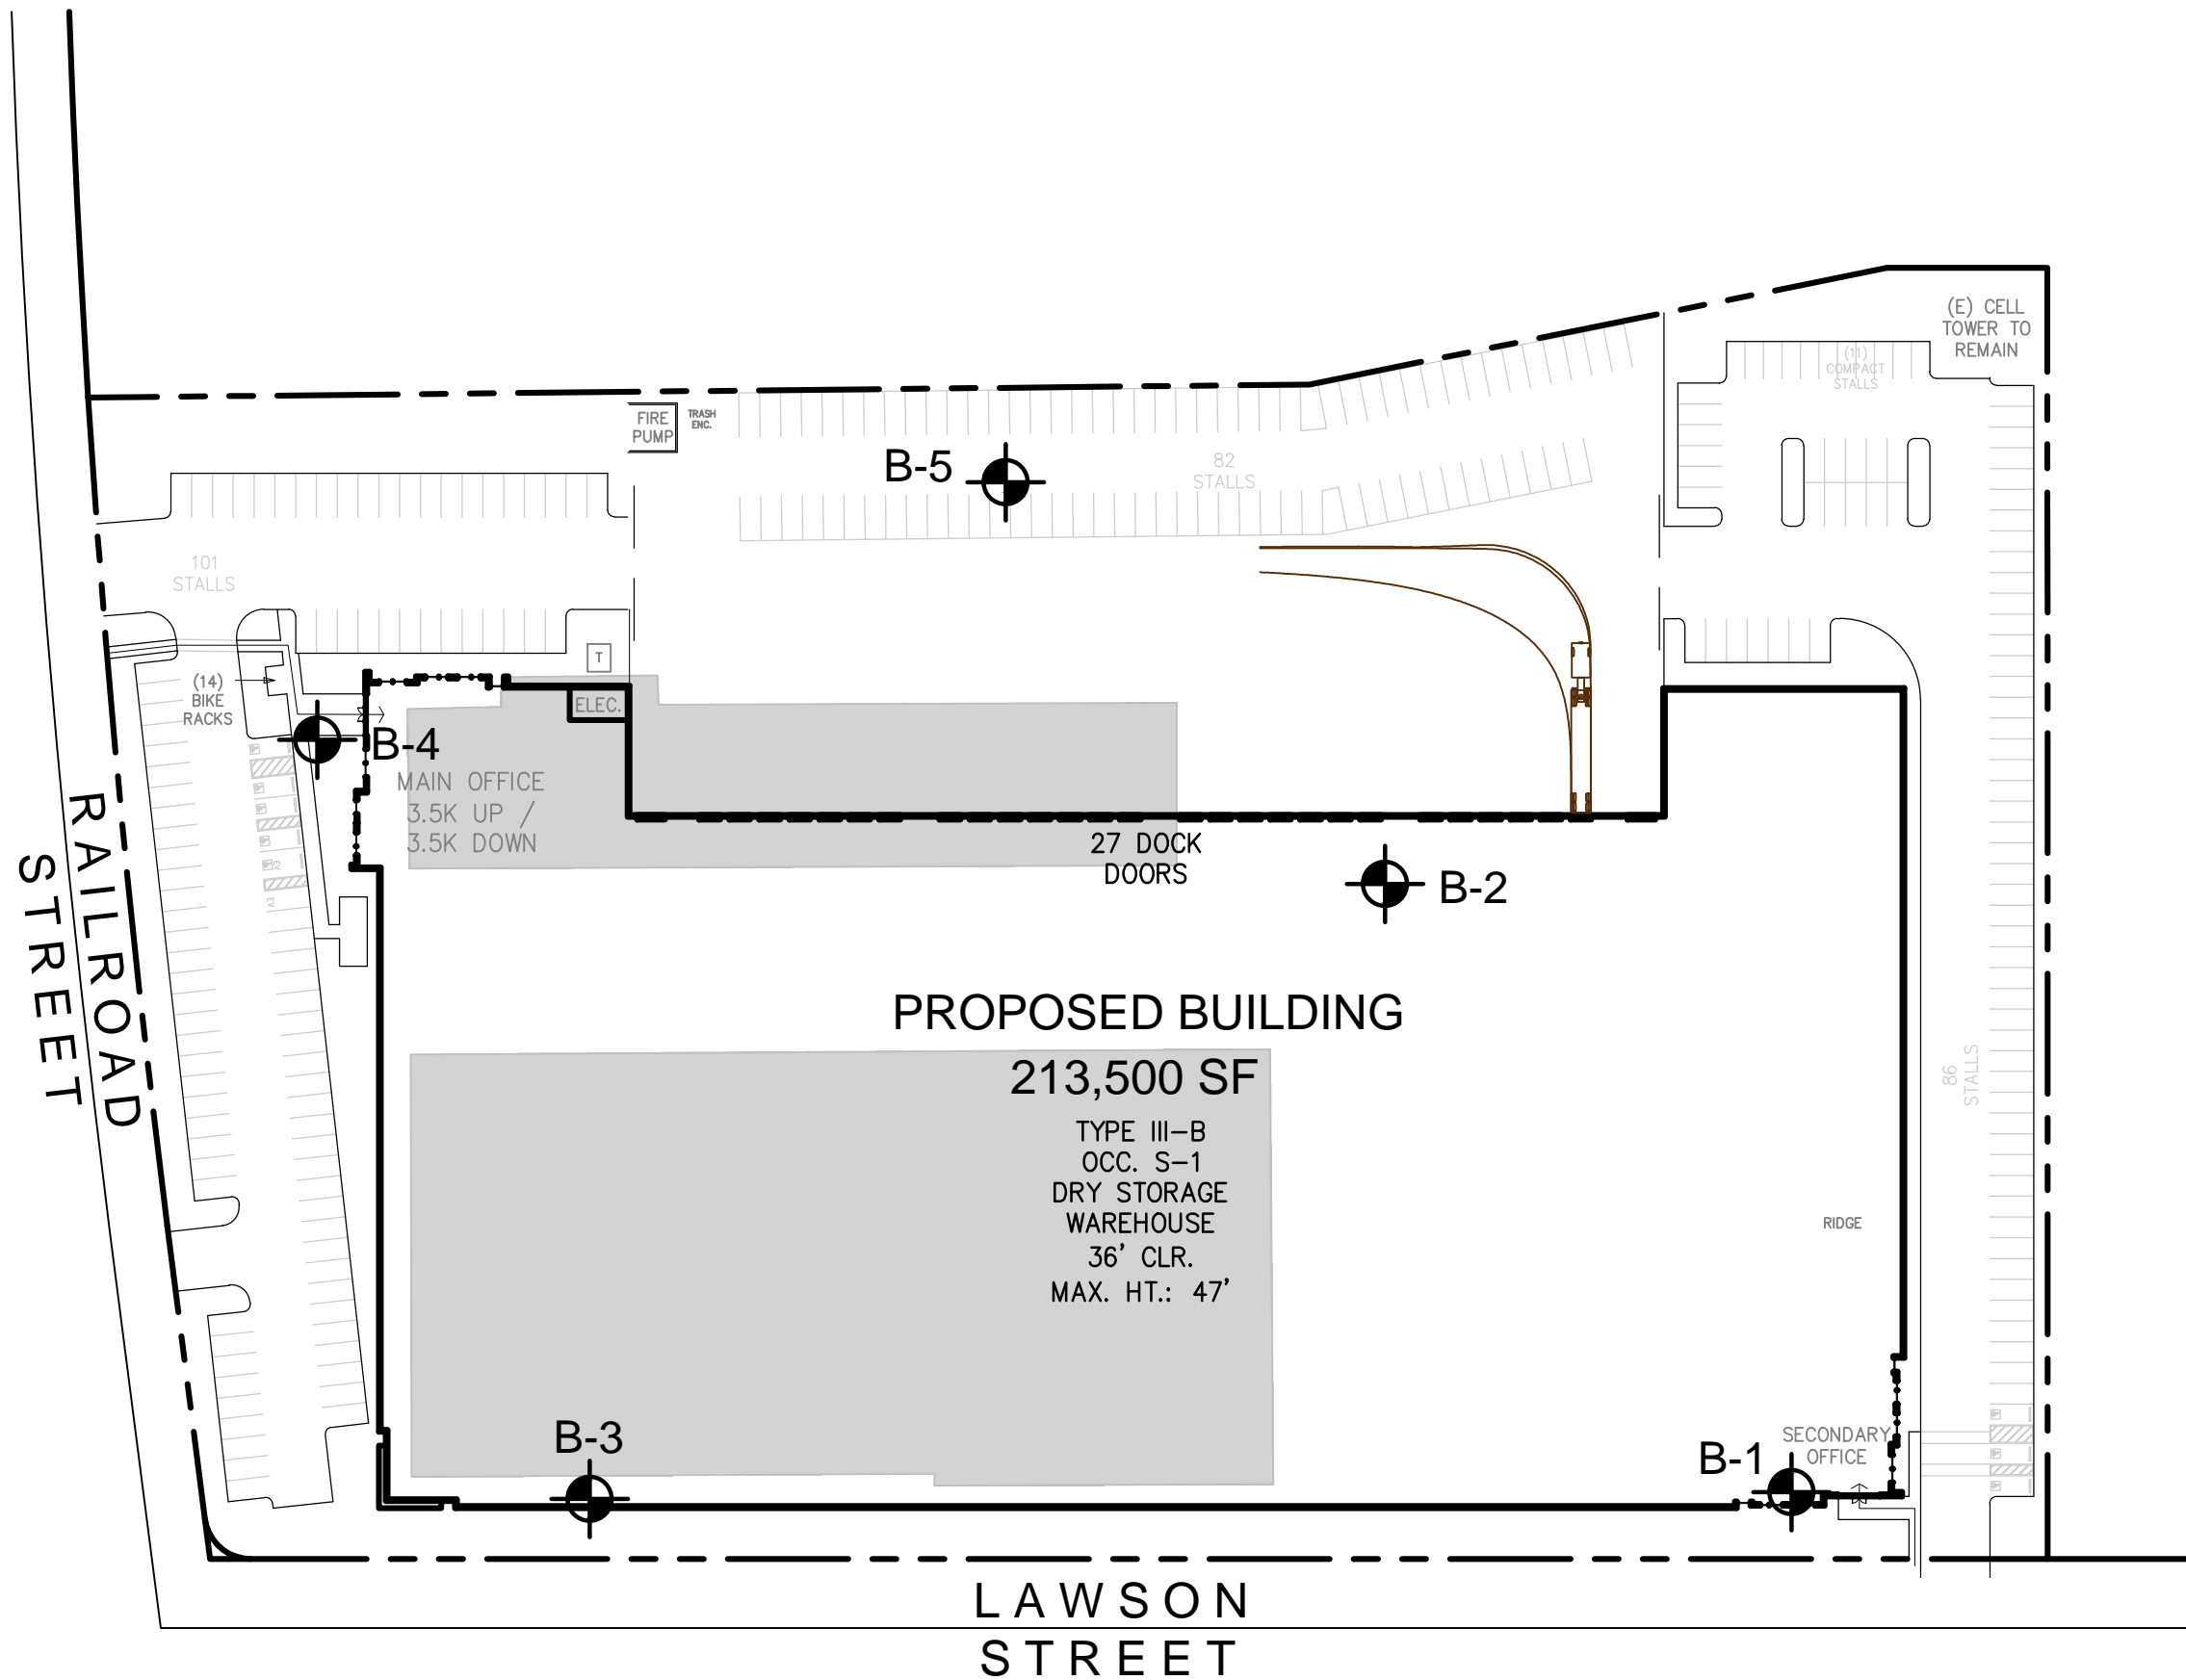 (E) CELL
TOWER TO
REMAIN
(11)
COMPACT
STALLS
FIRE
PUMP
TRASH
ENC.
B-5
82
STALLS
101
STALLS
T
(14)
BIKE
RACKS
ELEC.
B-4
MAIN OFFICE
3.5K UP /
3.5K DOWN
27 DOCK
DOORS
B-2
EV
EV
RAILROAD
STREET
PROPOSED BUILDING
213,500 SF
TYPE III-B
OCC. S-1
DRY STORAGE
WAREHOUSE
36' CLR.
MAX. HT.: 47'
86
STALLS
RIDGE
B-3
B-1
SECONDARY
OFFICE
LAWSON
STREET